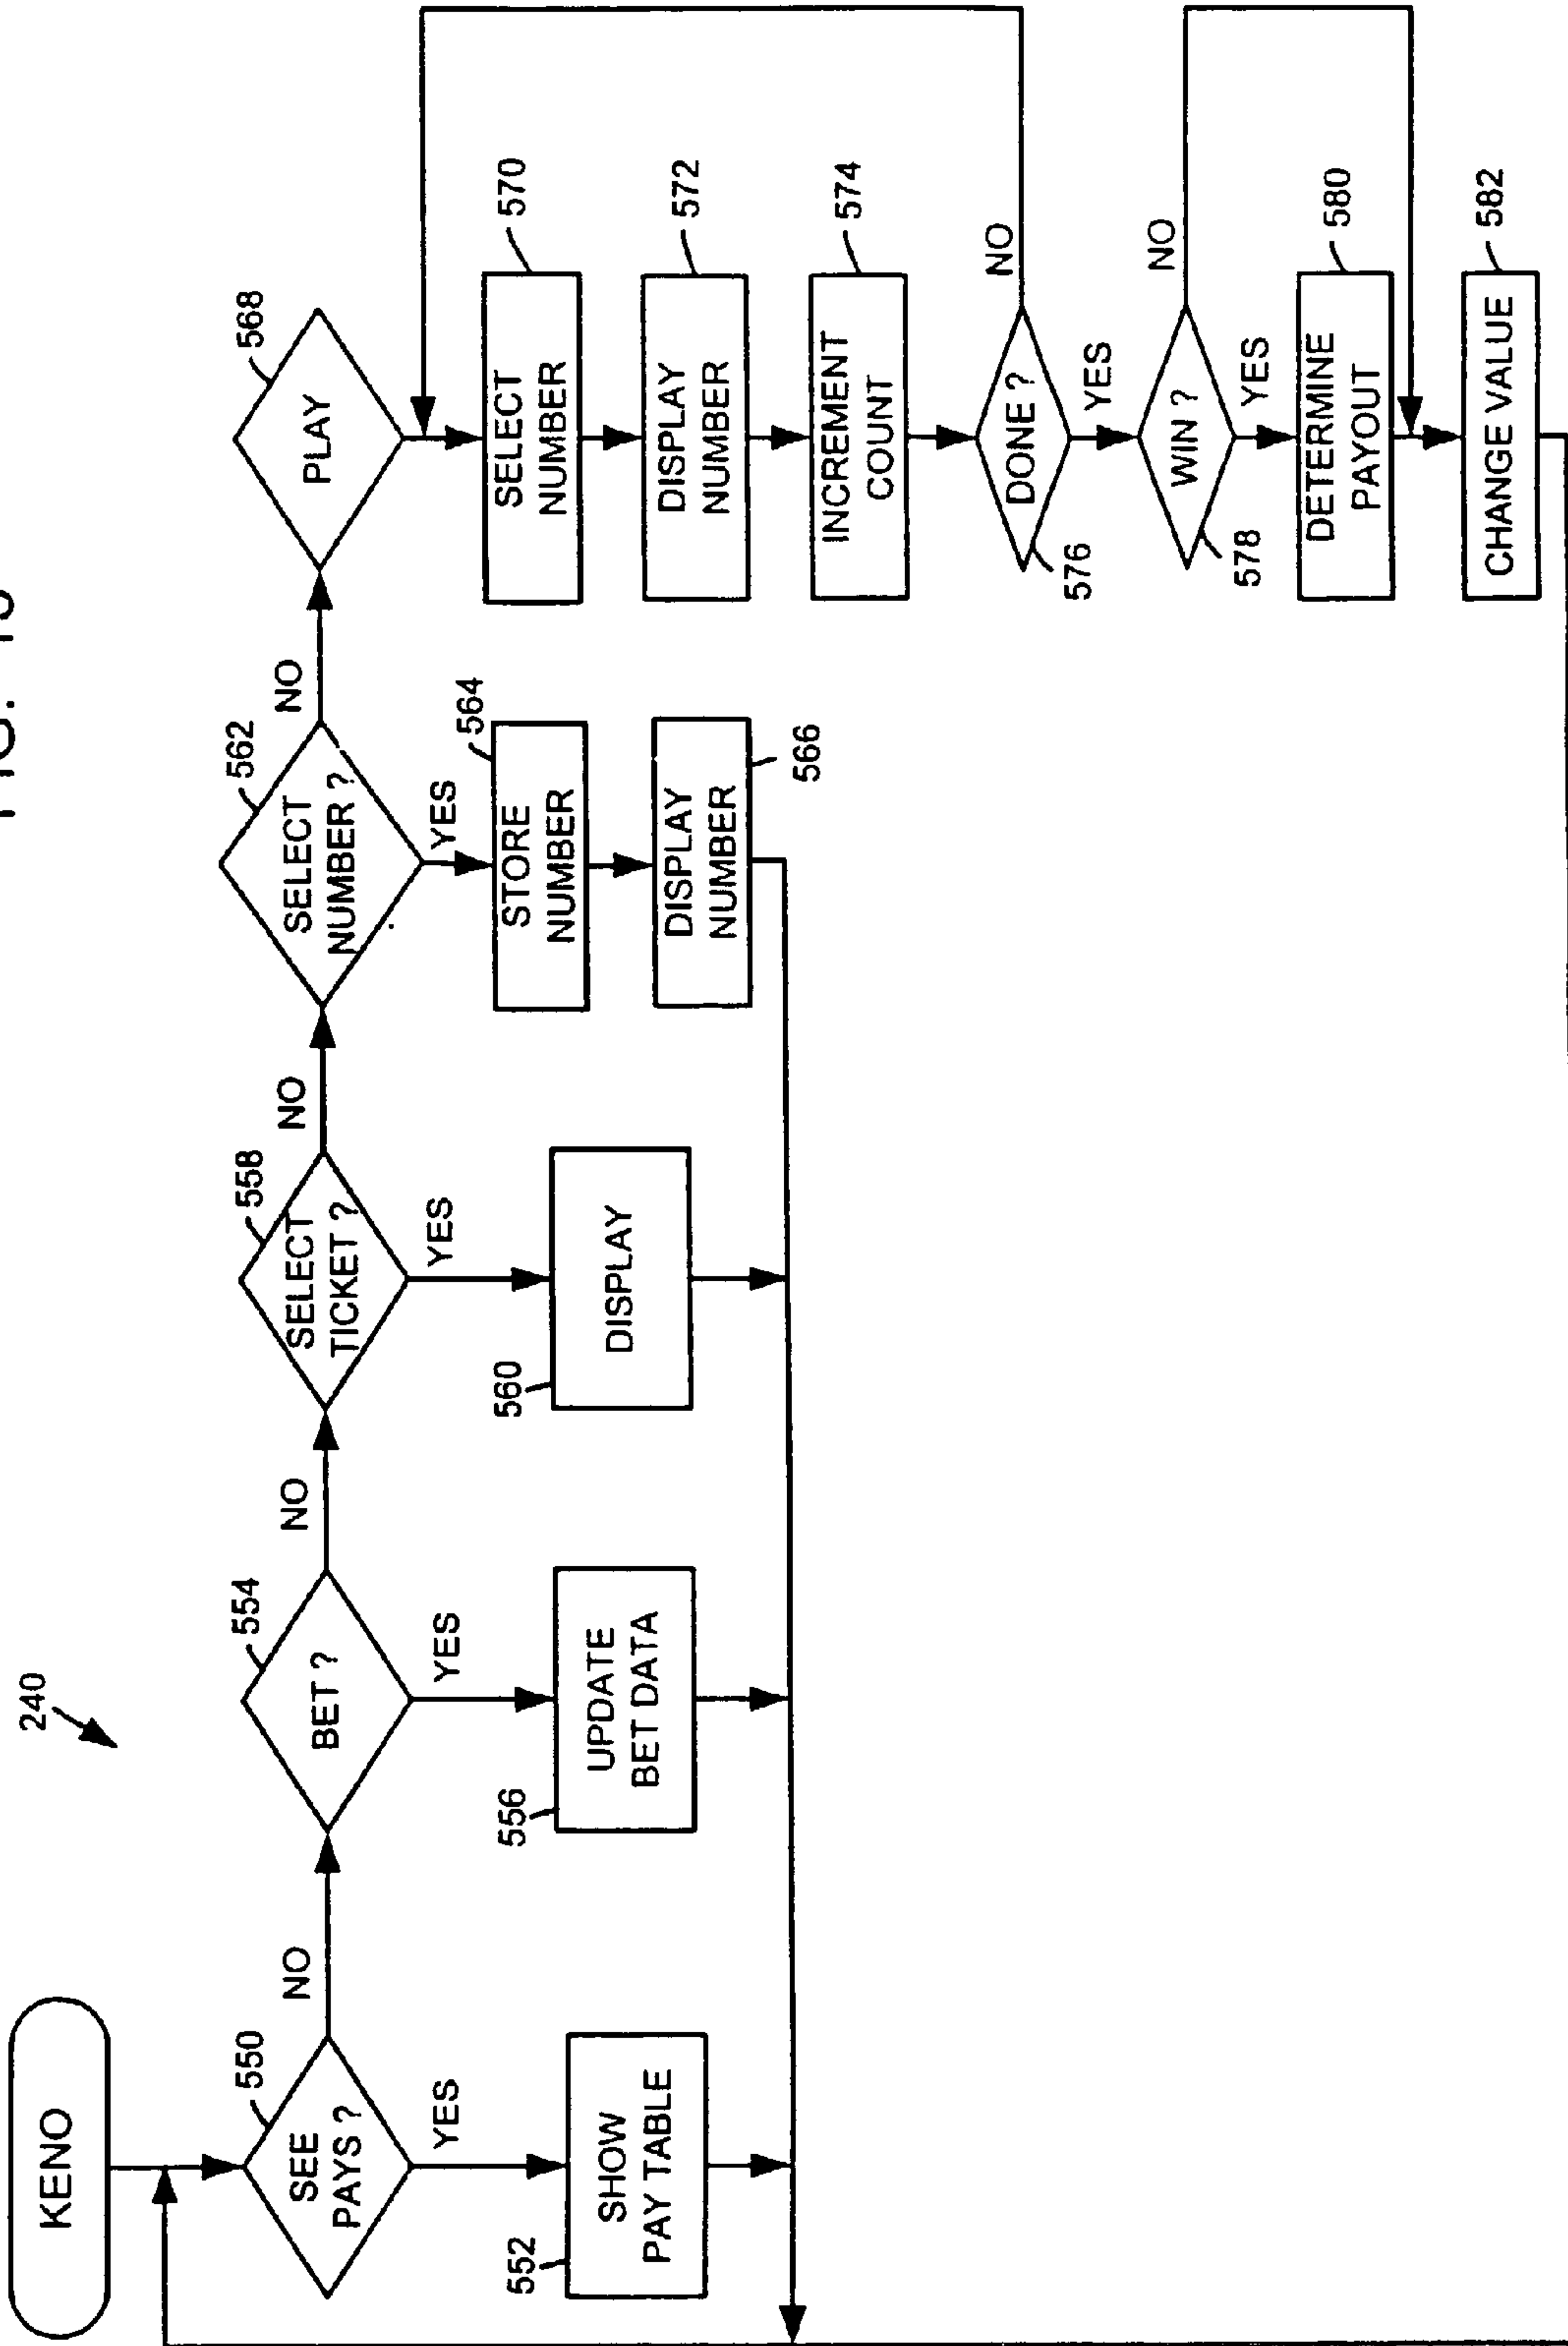 FIG.
240
KENO
550
SEE
PAYS ?
NO
YES
552
SHOW
PAY TABLE
554
BET ?
NO
YES
556
UPDATE
BET DATA
558
SELECT
TICKET ?
NO
YES
560
DISPLAY
562
SELECT
NUMBER ?
NO
YES
564
STORE
NUMBER
566
DISPLAY
NUMBER
568
PLAY
570
SELECT
NUMBER
572
DISPLAY
NUMBER
574
INCREMENT
COUNT
DONE ?
576
NO
YES
WIN ?
578
NO
YES
580
DETERMINE
PAYOUT
582
CHANGE VALUE